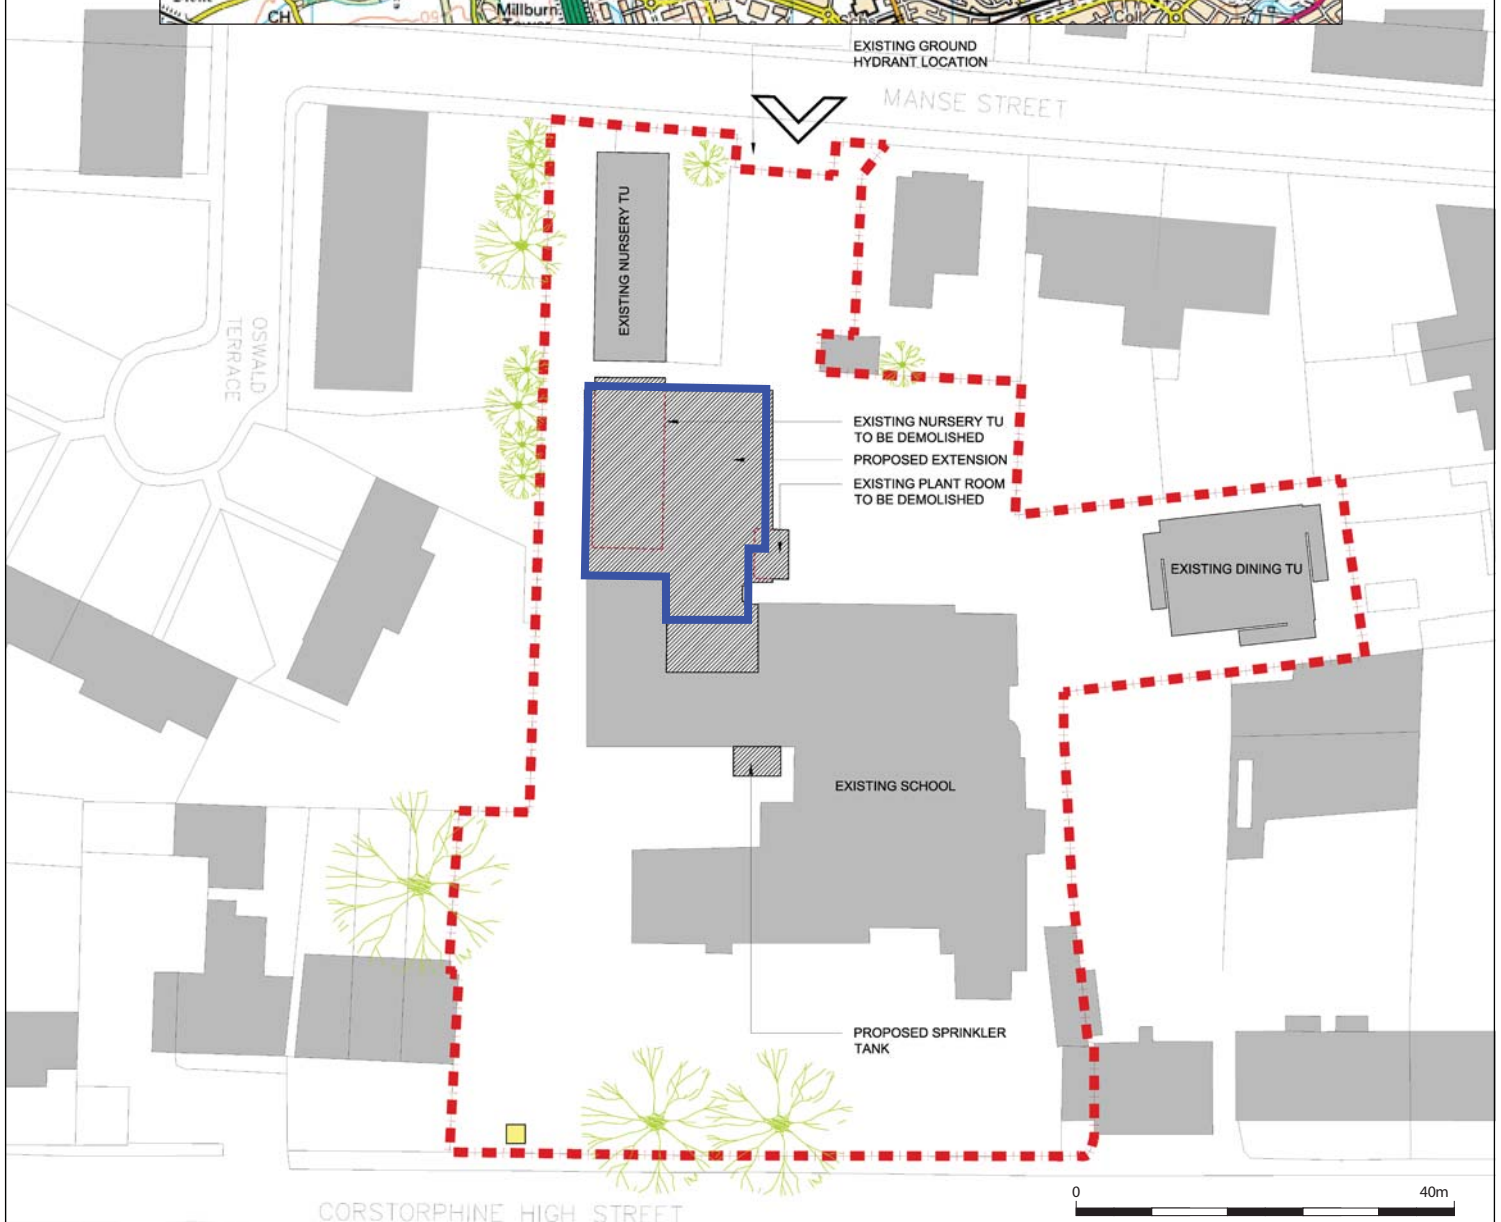 CH
Millburn
Tower
Coll
EXISTING GROUND
HYDRANT LOCATION
MANSE STREET
EXISTING NURSERY TU
OSWALD
TERRACE
EXISTING NURSERY TU
TO BE DEMOLISHED
PROPOSED EXTENSION
EXISTING PLANT ROOM
TO BE DEMOLISHED
EXISTING DINING TU
EXISTING SCHOOL
PROPOSED SPRINKLER
TANK
0
40m
CORSTORPHINE HIGH STREET